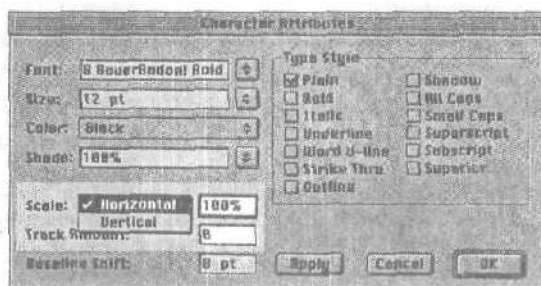 Character Attributes
Font: B BauerBodoni Bold
Size: 12 pt
Color: Black
Shade: 100%
Scale: ✓ Horizontal 100%
Vertical
Track Amount: 0
Baseline Shift: 0 pt
Type Style
Plain Shadow
Bold All Caps
Italic Small Caps
Underline Superscript
Word U-line Subscript
Strike Thru Superior
Outline
Apply Cancel OK